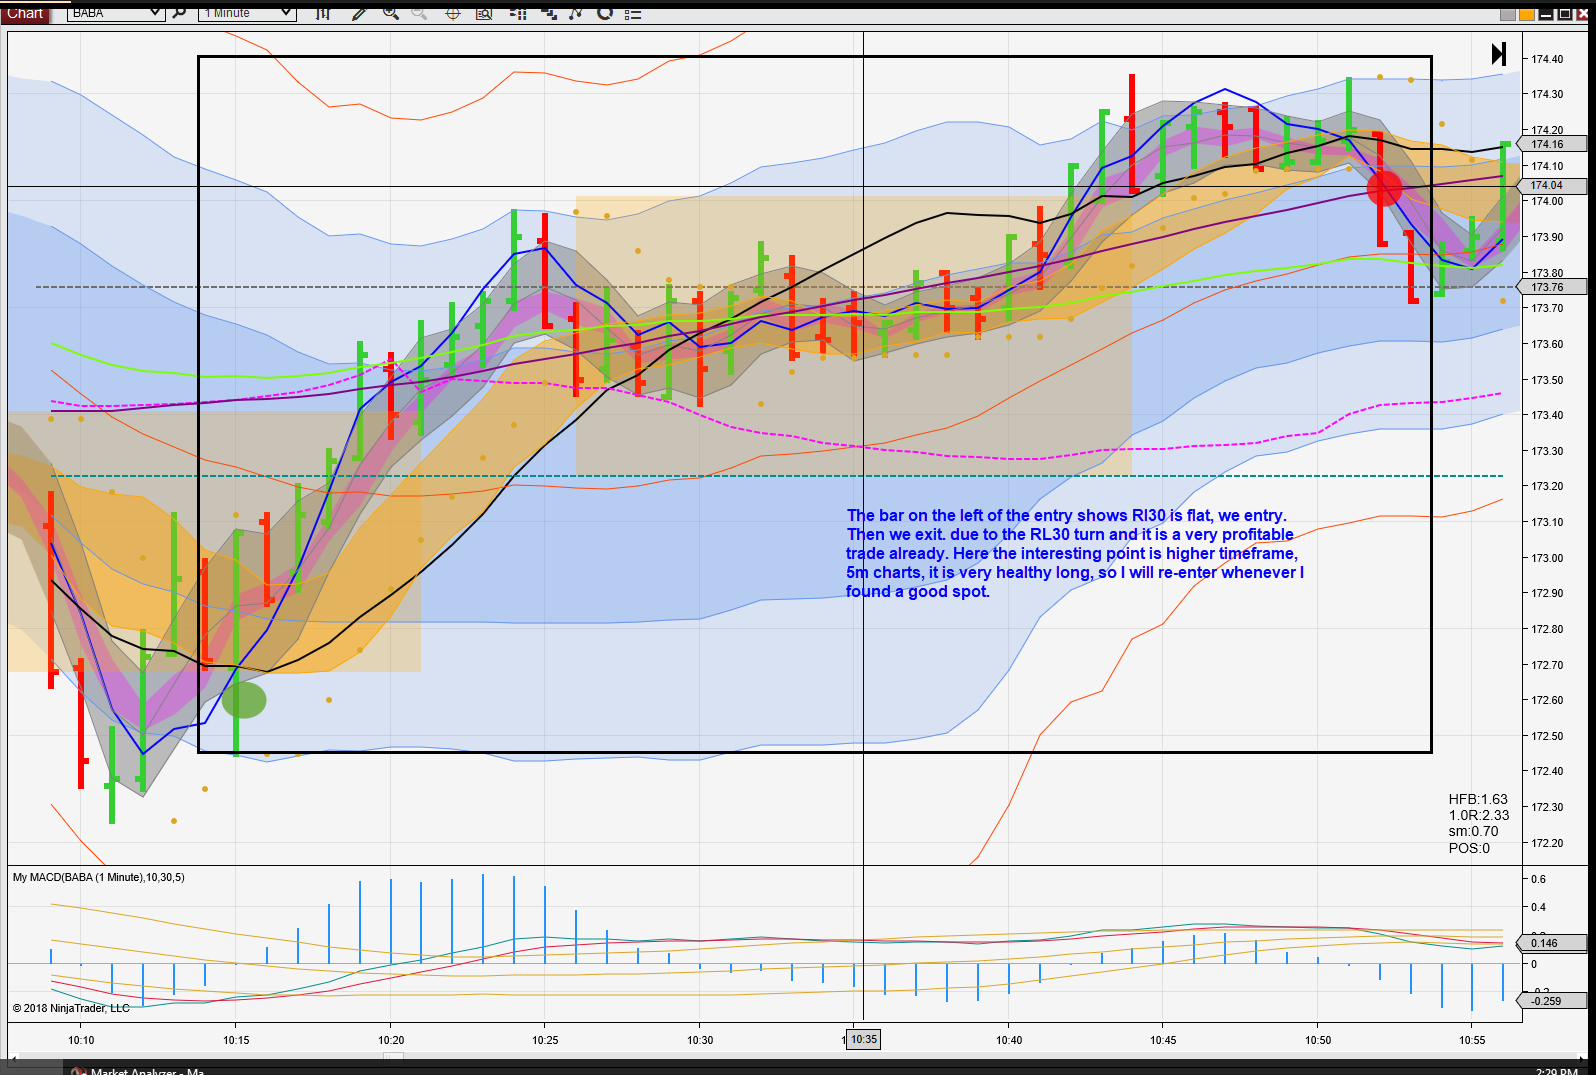 Chart
BABA
1 Minute
174.40
174.30
174.20
174.16
174.10
174.04
174.00
173.90
173.80
173.76
173.70
173.60
173.50
173.40
173.30
173.20
173.10
173.00
172.90
172.80
172.70
172.60
172.50
172.40
172.30
172.20
The bar on the left of the entry shows Rl30 is flat, we entry.
Then we exit. due to the RL30 turn and it is a very profitable
trade already. Here the interesting point is higher timeframe,
5m charts, it is very healthy long, so I will re-enter whenever I
found a good spot.
HFB:1.63
1.0R:2.33
sm:0.70
POS:0
My MACD(BABA (1 Minute),10,30,5)
0.6
0.4
0.146
0
-0.259
© 2018 NinjaTrader, LLC
10:10
10:15
10:20
10:25
10:30
10:35
10:40
10:45
10:50
10:55
Market Analyzer - Ma
2:29 PM